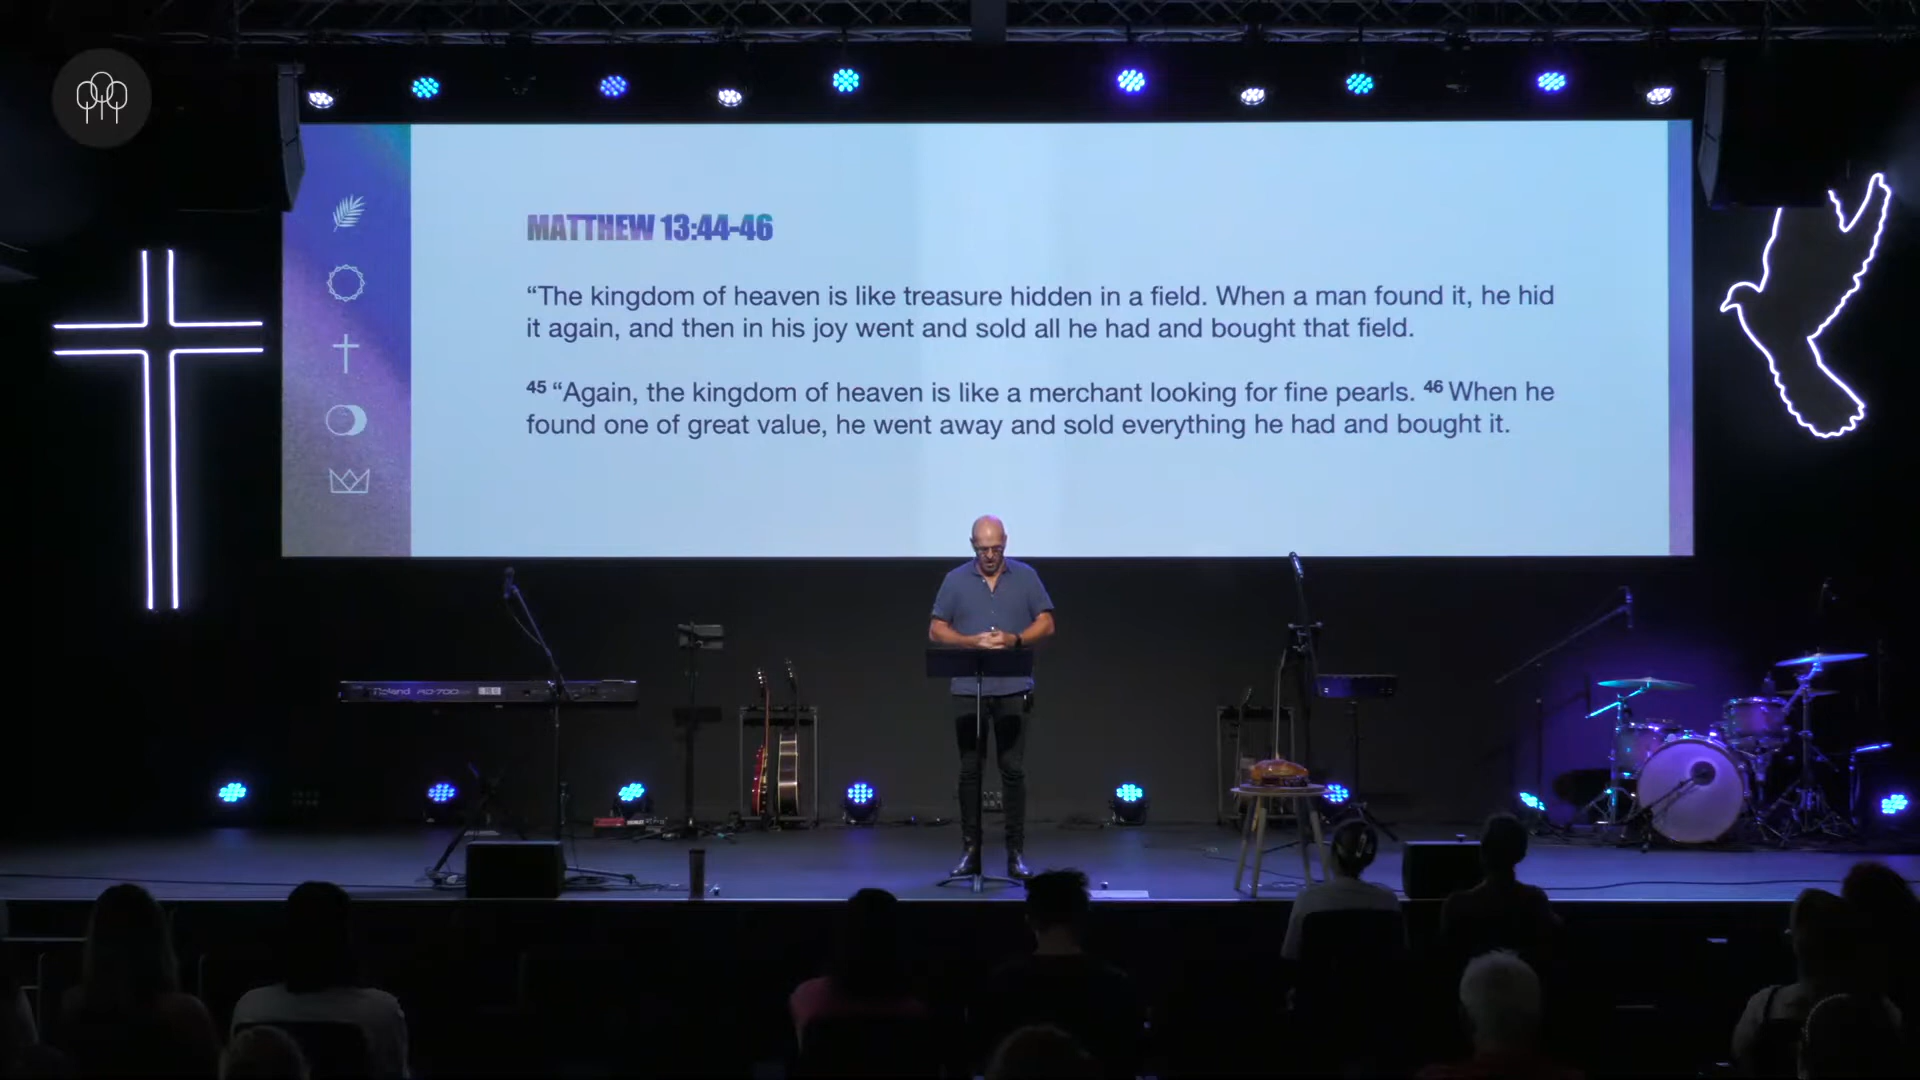 MATTHEW 13:44-46
“The kingdom of heaven is like treasure hidden in a field. When a man found it, he hid
it again, and then in his joy went and sold all he had and bought that field.
45 “Again, the kingdom of heaven is like a merchant looking for fine pearls. 46 When he
found one of great value, he went away and sold everything he had and bought it.
Roland RD-700